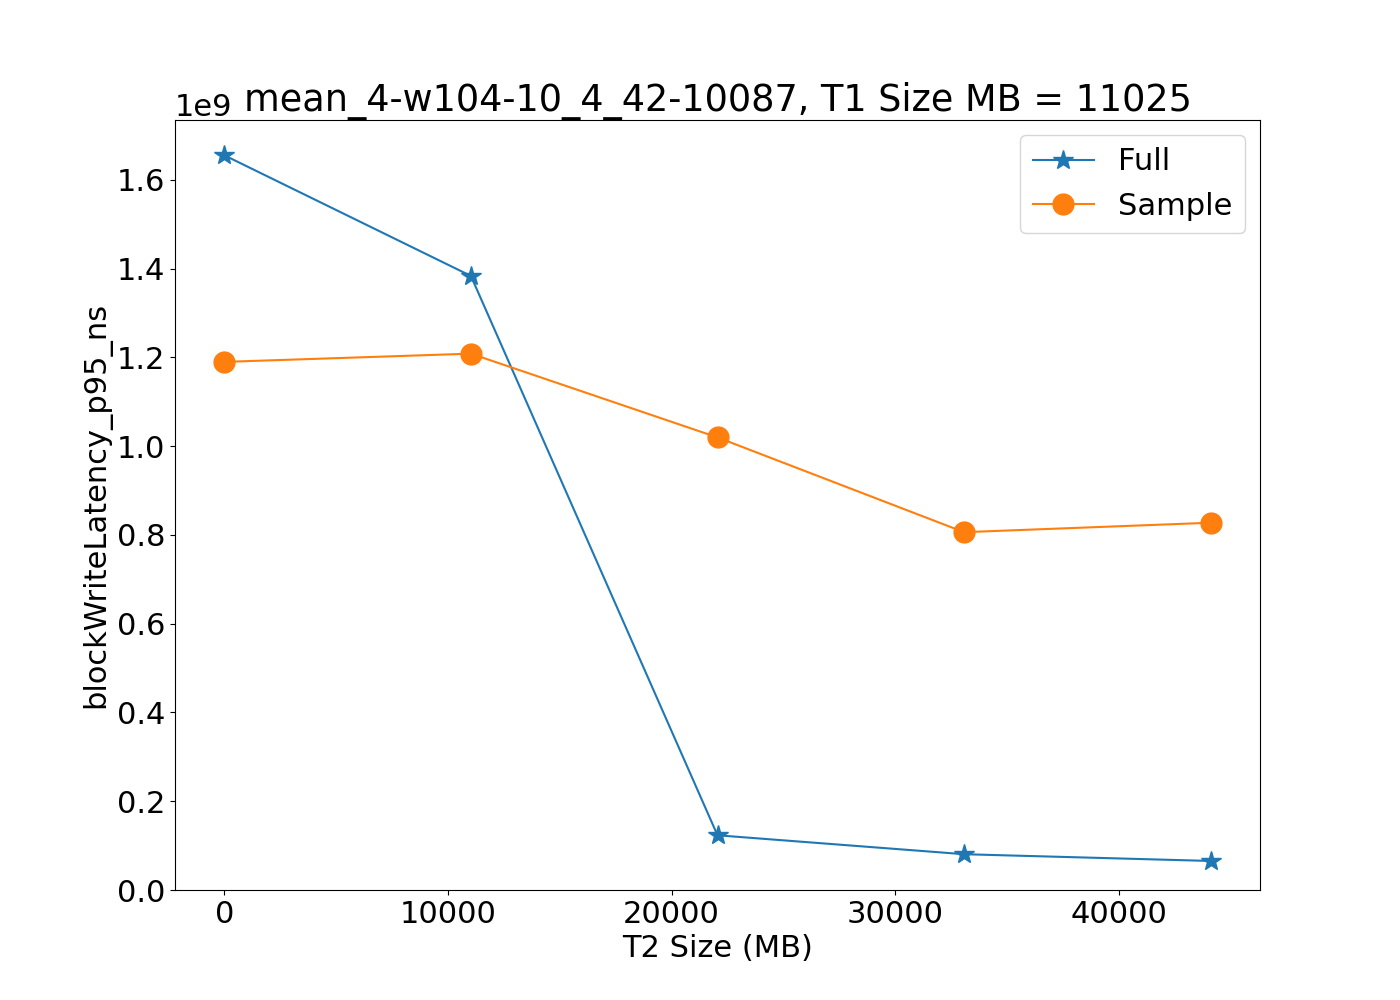 1e9
mean_4-w104-10_4_42-10087, T1 Size MB = 11025
Full
Sample
blockWriteLatency_p95_ns
1.6
1.4
1.2
1.0
0.8
0.6
0.4
0.2
0.0
0 10000 20000 30000 40000
T2 Size (MB)